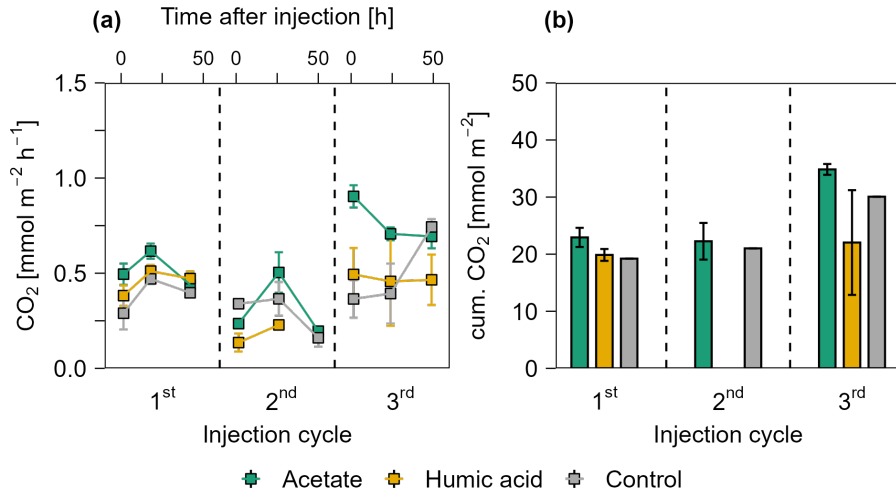 (a) Time after injection [h]
0 50 0 50 0 50
1.5
1.0
0.5
0.0
CO₂ [mmol m⁻² h⁻¹]
1st 2nd 3rd
Injection cycle
(b)
50
40
30
20
10
0
cum. CO₂ [mmol m⁻²]
1st 2nd 3rd
Injection cycle
Acetate Humic acid Control